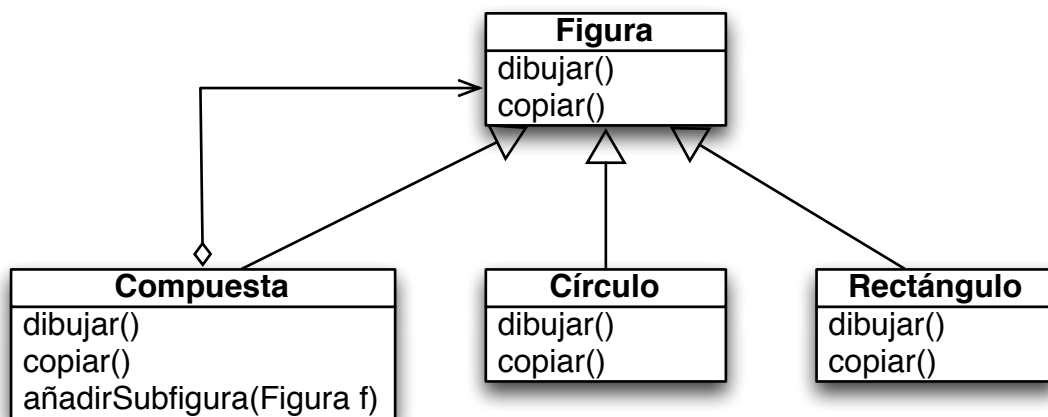 Figura
dibujar()
copiar()
Compuesta
dibujar()
copiar()
añadirSubfigura(Figura f)
Círculo
dibujar()
copiar()
Rectángulo
dibujar()
copiar()